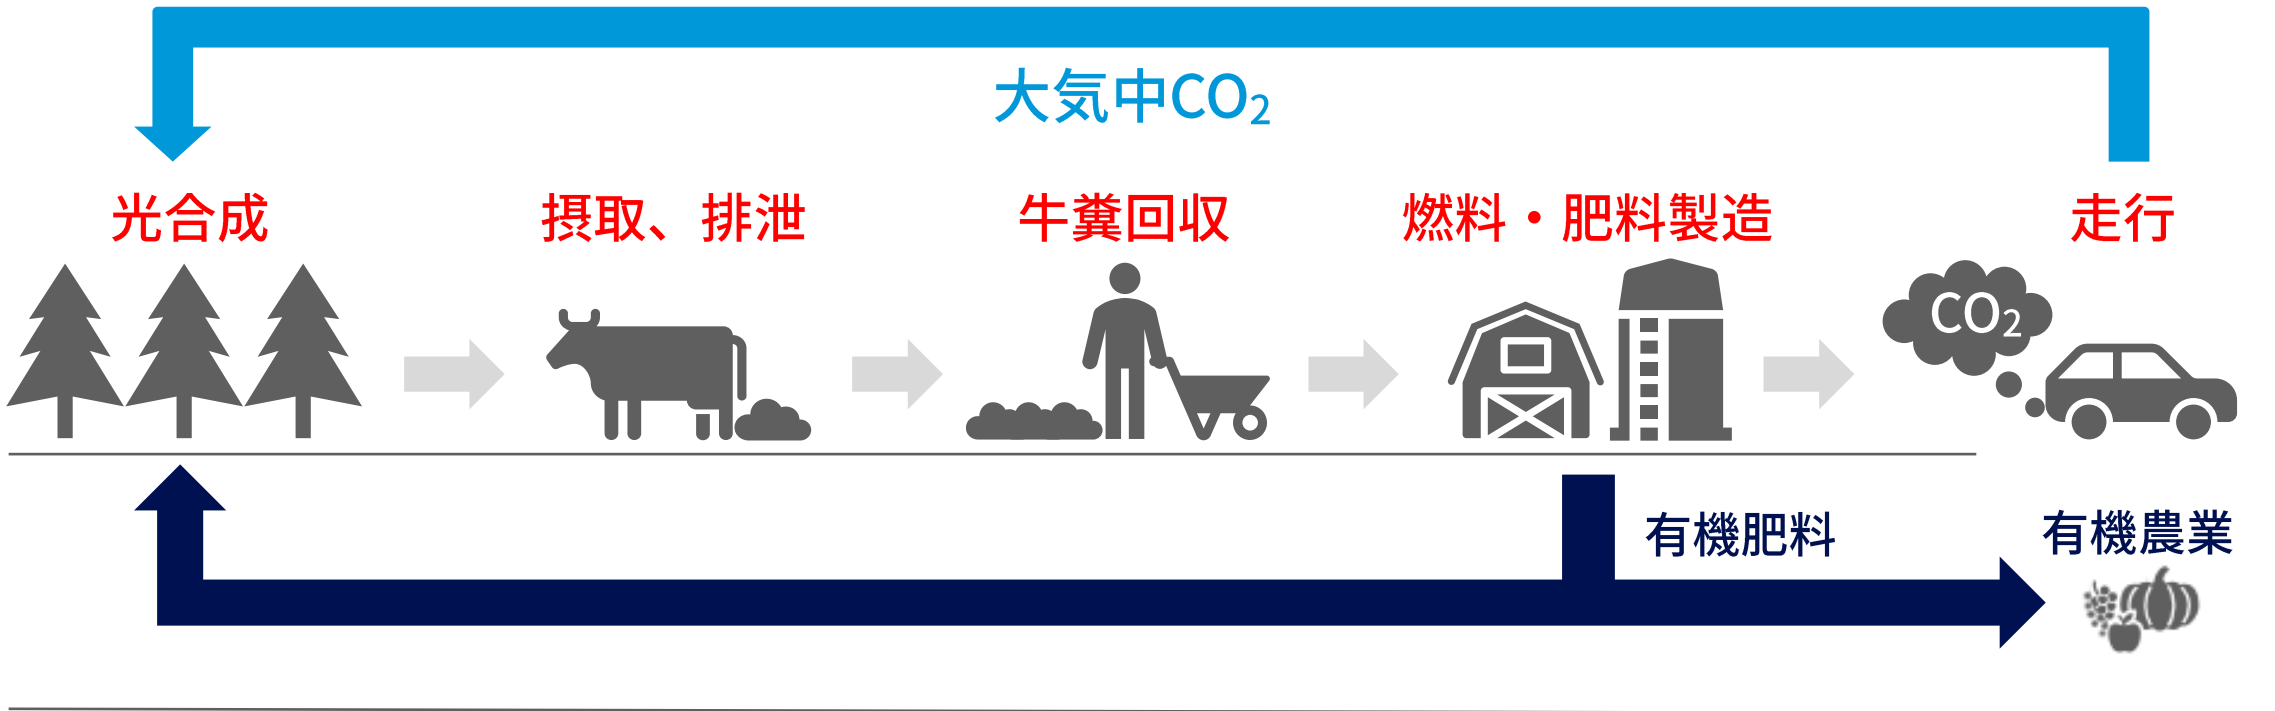 大気中CO₂
光合成
摂取、排泄
牛糞回収
燃料・肥料製造
走行
CO₂
有機肥料
有機農業